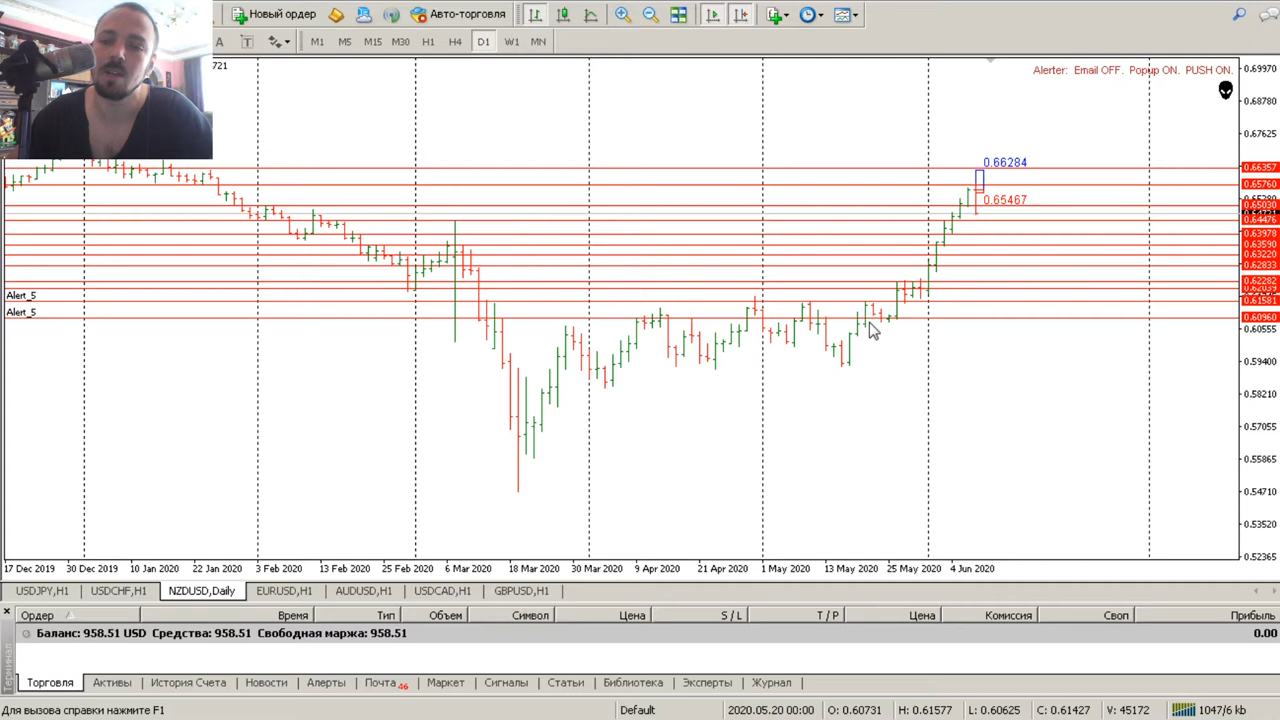 Новый ордер Авто-торговля
A T M1 M5 M15 M30 H1 H4 D1 W1 MN
721
Alerter: Email OFF. Popup ON. PUSH ON.
0.69970
0.68780
0.67625
0.66284
0.66357
0.65760
0.65467
0.65030
0.64476
0.63978
0.63590
0.63220
0.62833
0.62282
0.62039
Alert_5
0.61581
Alert_5
0.60960
0.60555
0.59400
0.58210
0.57055
0.55865
0.54710
0.53520
0.52365
17 Dec 2019 30 Dec 2019 10 Jan 2020 22 Jan 2020 3 Feb 2020 13 Feb 2020 25 Feb 2020 6 Mar 2020 18 Mar 2020 30 Mar 2020 9 Apr 2020 21 Apr 2020 1 May 2020 13 May 2020 25 May 2020 4 Jun 2020
USDJPY,H1 USDCHF,H1 NZDUSD,Daily EURUSD,H1 AUDUSD,H1 USDCAD,H1 GBPUSD,H1
Ордер Время Тип Объем Символ Цена S / L T / P Цена Комиссия Своп Прибыль
Баланс: 958.51 USD Средства: 958.51 Свободная маржа: 958.51 0.00
Терминал
Торговля Активы История Счета Новости Алерты Почта 46 Маркет Сигналы Статьи Библиотека Эксперты Журнал
Для вызова справки нажмите F1 Default 2020.05.20 00:00 O: 0.60731 H: 0.61577 L: 0.60625 C: 0.61427 V: 45172 1047/6 kb